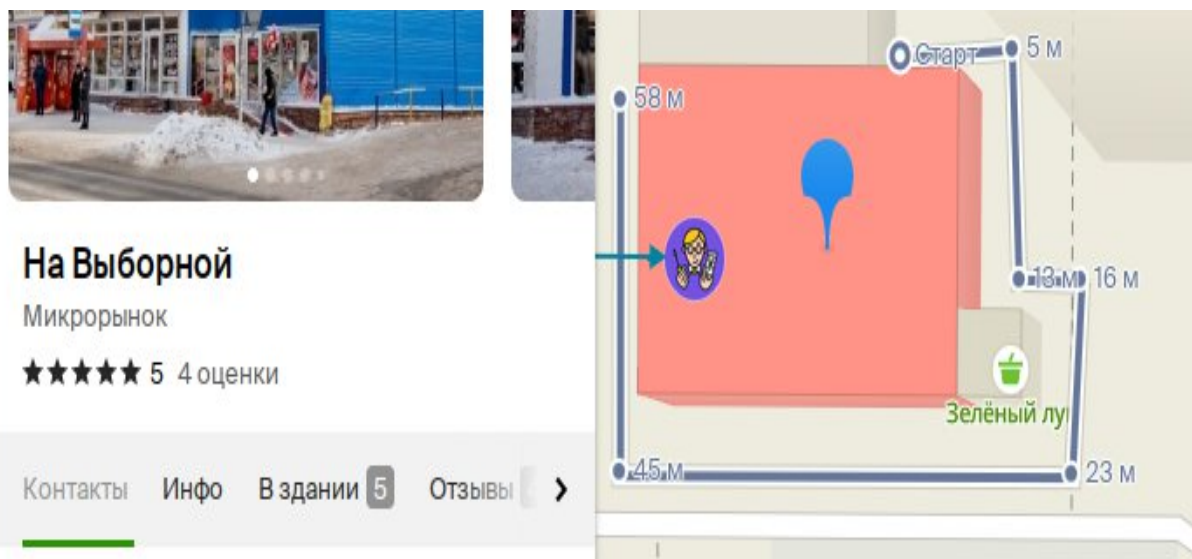 На Выборной
Микрорынок
5 4 оценки
Контакты Инфо В здании 5 Отзывы
Старт 5 м
58 м
13 м 16 м
Зелёный лу
45 м 23 м